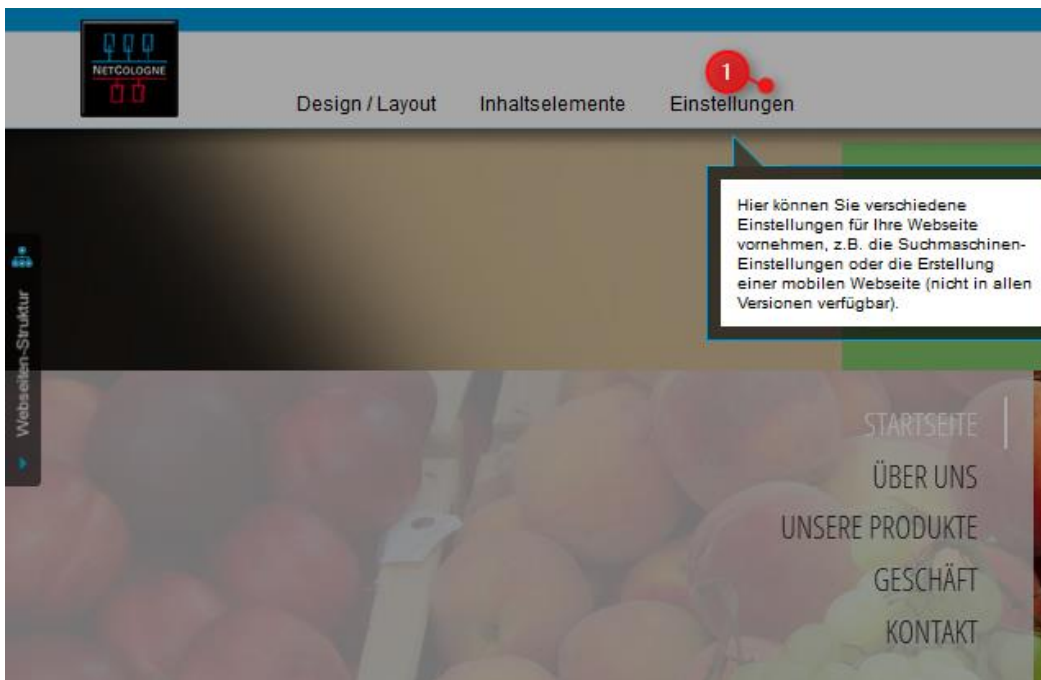 NETCOLOGNE
1
Design / Layout Inhaltselemente Einstellungen
Hier können Sie verschiedene
Einstellungen für Ihre Webseite
vornehmen, z.B. die Suchmaschinen-
Einstellungen oder die Erstellung
einer mobilen Webseite (nicht in allen
Versionen verfügbar).
Webseiten-Struktur
STARTSEITE
ÜBER UNS
UNSERE PRODUKTE
GESCHÄFT
KONTAKT